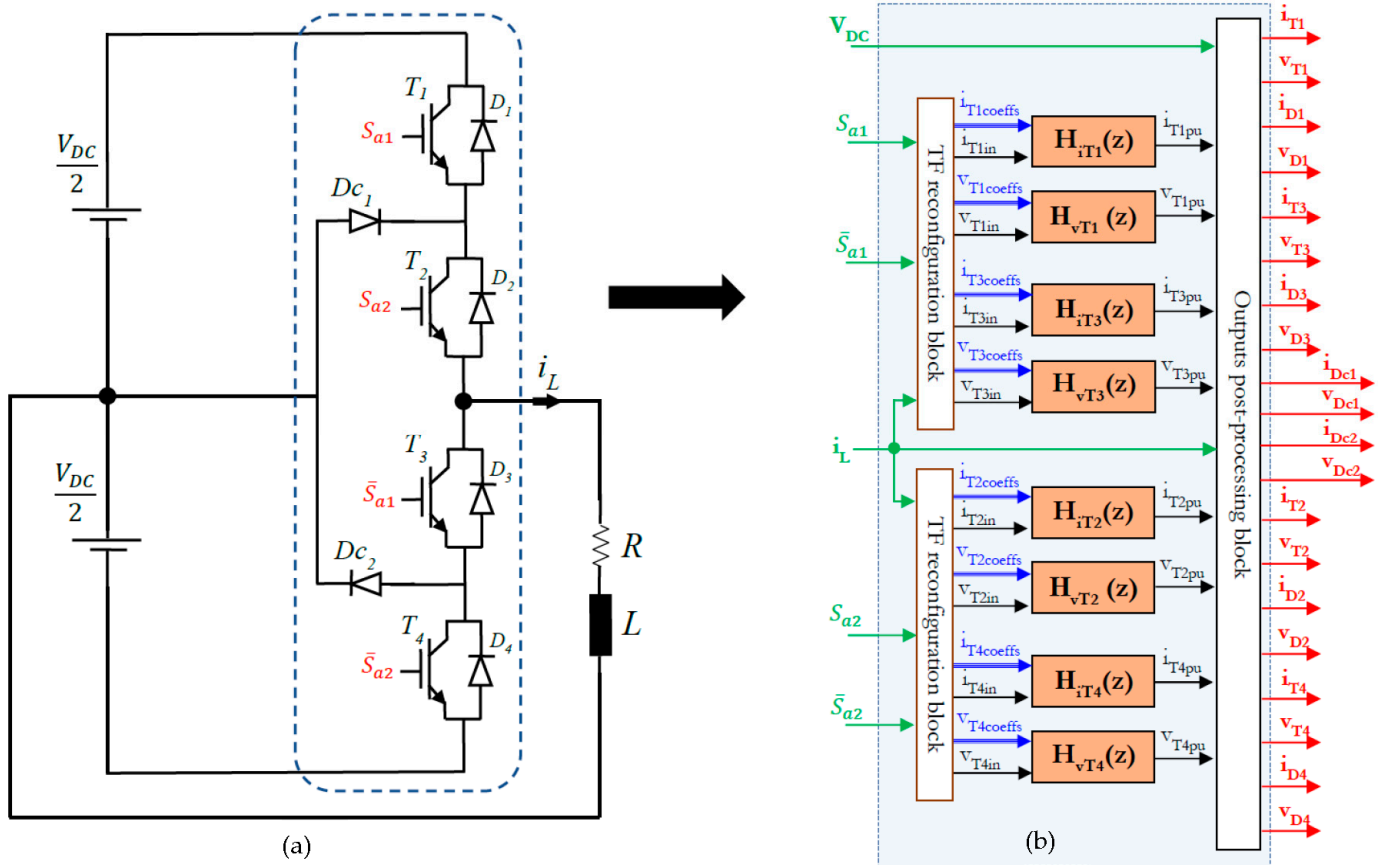 V_DC/2
V_DC/2
T1
D1
S_a1
Dc1
T2
D2
S_a2
i_L
T3
D3
S̄_a1
Dc2
T4
D4
S̄_a2
R
L
(a)
V_DC
S_a1
S̄_a1
i_L
S_a2
S̄_a2
TF reconfiguration block
i_T1coeffs
i_T1in
H_iT1(z)
i_T1pu
v_T1coeffs
v_T1in
H_vT1(z)
v_T1pu
i_T3coeffs
i_T3in
H_iT3(z)
i_T3pu
v_T3coeffs
v_T3in
H_vT3(z)
v_T3pu
TF reconfiguration block
i_T2coeffs
i_T2in
H_iT2(z)
i_T2pu
v_T2coeffs
v_T2in
H_vT2 (z)
v_T2pu
i_T4coeffs
i_T4in
H_iT4(z)
i_T4pu
v_T4coeffs
v_T4in
H_vT4(z)
v_T4pu
Outputs post-processing block
i_T1
v_T1
i_D1
v_D1
i_T3
v_T3
i_D3
v_D3
i_Dc1
v_Dc1
i_Dc2
v_Dc2
i_T2
v_T2
i_D2
v_D2
i_T4
v_T4
i_D4
v_D4
(b)